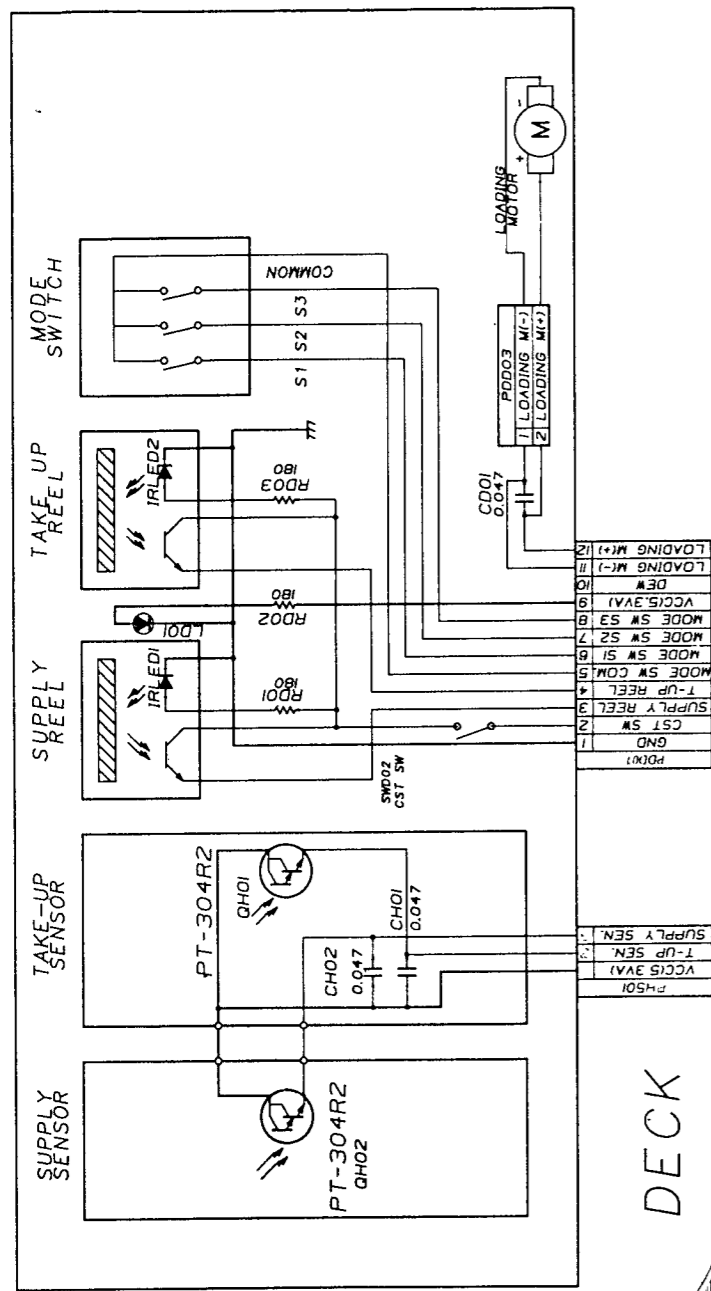 SUPPLY
SENSOR
TAKE-UP
SENSOR
SUPPLY
REEL
TAKE UP
REEL
MODE
SWITCH
PT-304R2
QH02
PT-304R2
QH01
CH02
0.047
CH01
0.047
IRLED1
RD01
180
LD01
RD02
180
IRLED2
RD03
180
SWD02
CST SW
S1
S2
S3
COMMON
LOADING
MOTOR
+
M
-
PDD03
1 LOADING M(-)
2 LOADING M(+)
CD01
0.047
PH501
VCC(5.3VA)
T-UP SEN.
SUPPLY SEN.
1 GND
2 CST SW
3 SUPPLY REEL
4 T-UP REEL
5 MODE SW COM.
6 MODE SW S1
7 MODE SW S2
8 MODE SW S3
9 VCC(5.3VA)
10 DEW
11 LOADING M(-)
12 LOADING M(+)
DECK